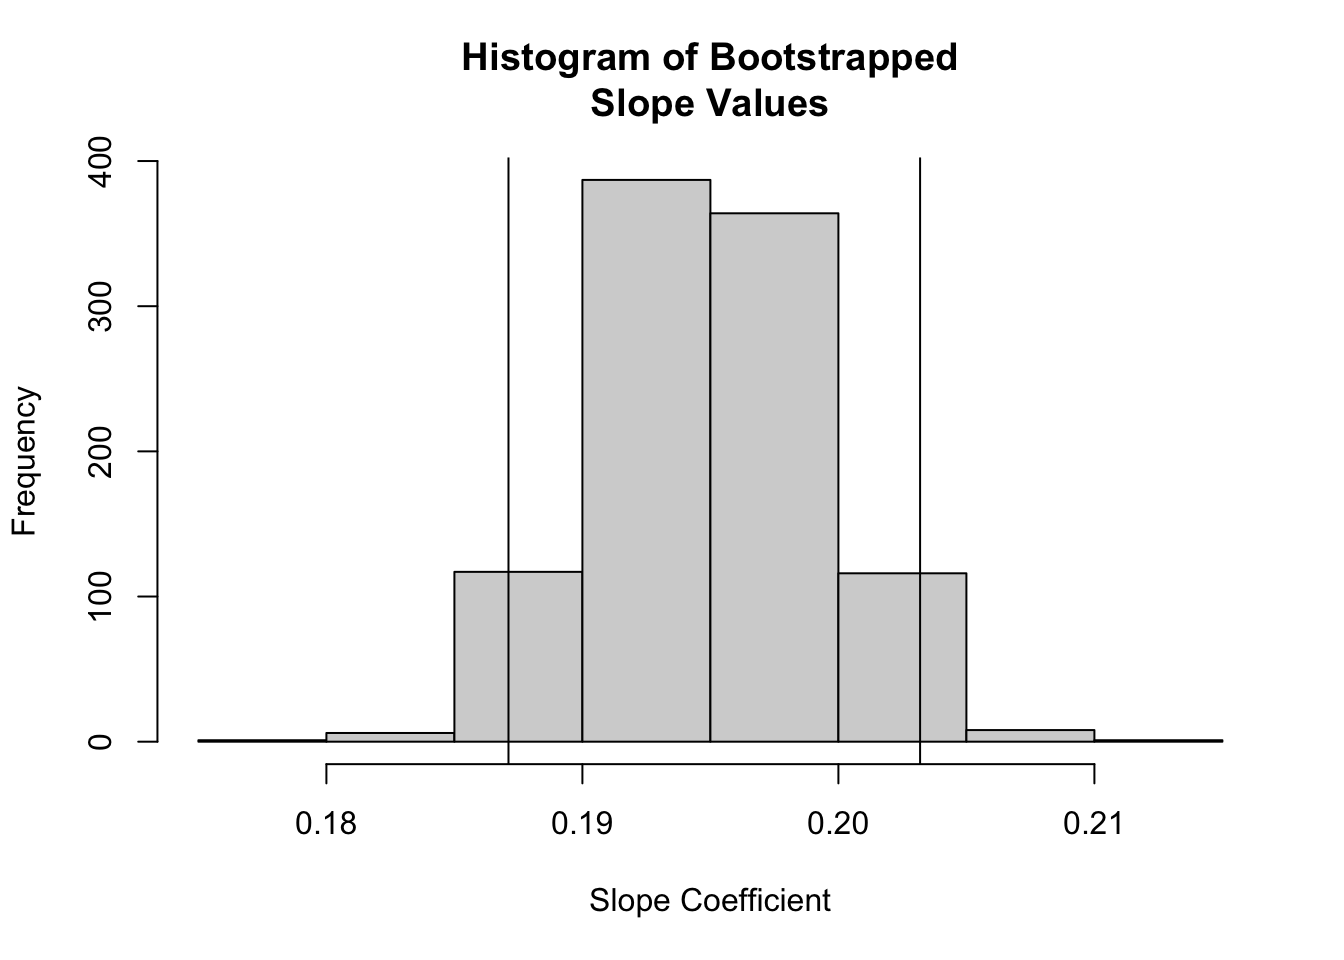 Histogram of Bootstrapped
Slope Values
400
300
200
100
0
Frequency
0.18 0.19 0.20 0.21
Slope Coefficient